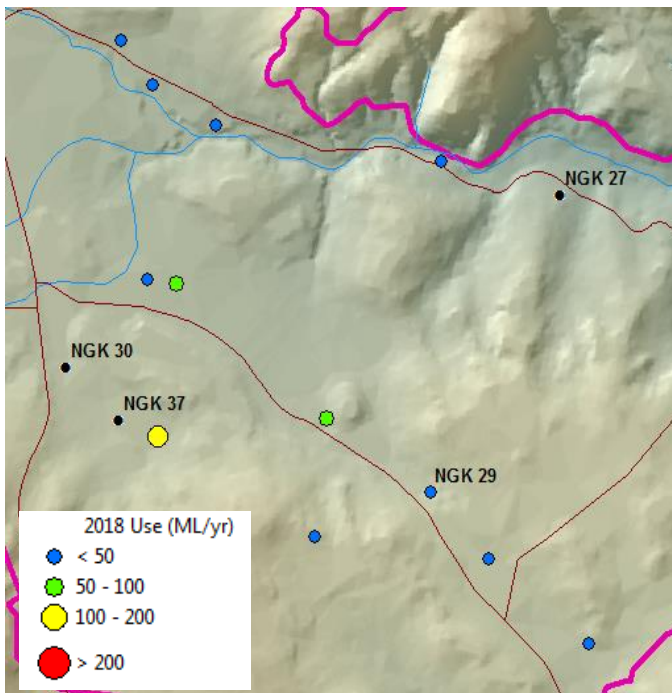 NGK 27
NGK 30
NGK 37
NGK 29
2018 Use (ML/yr)
< 50
50 - 100
100 - 200
> 200